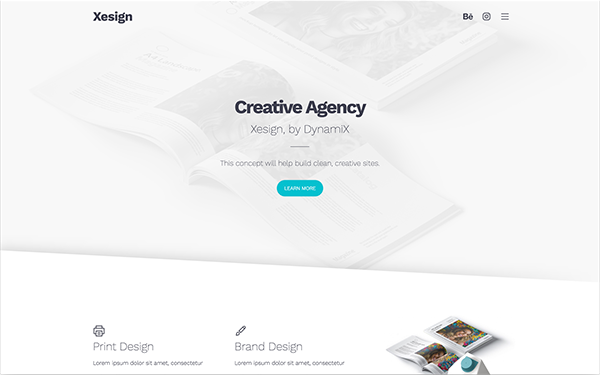 Xesign
Bē
Creative Agency
Xesign, by DynamiX
This concept will help build clean, creative sites.
LEARN MORE
Print Design
Brand Design
Lorem ipsum dolor sit amet, consectetur
Lorem ipsum dolor sit amet, consectetur